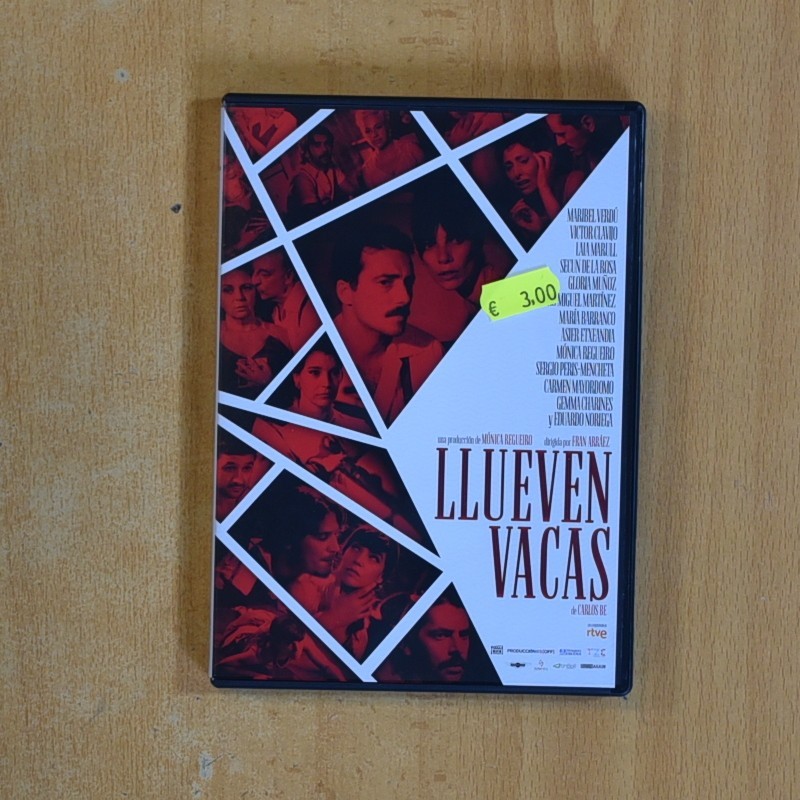 MARIBEL VERDÚ
VICTOR CLAVIJO
LAIA MARULL
SECUN DE LA ROSA
GLORIA MUÑOZ
€ 3,00
MIGUEL MARTÍNEZ
MARÍA BARRANCO
ASIER ETXEANDIA
MÓNICA REGUEIRO
SERGIO PERIS-MENCHETA
CARMEN MAYORDOMO
GEMMA CHARINES
y EDUARDO NORIEGA
una producción de MÓNICA REGUEIRO dirigida por FRAN ARRÁEZ
LLUEVEN
VACAS
de CARLOS BE
rtve